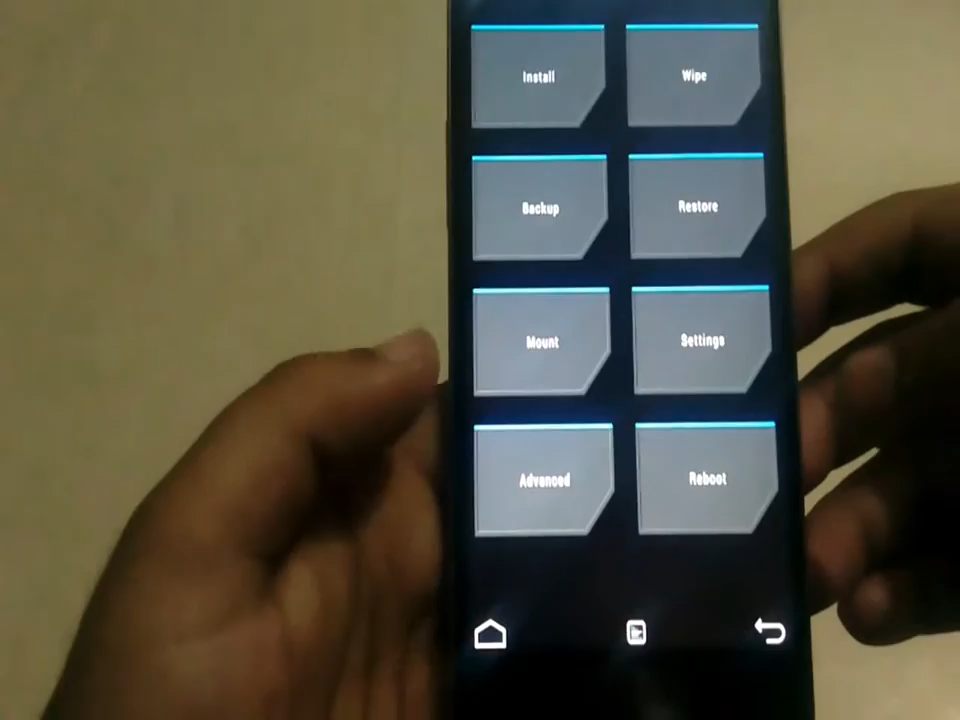 Install
Wipe
Backup
Restore
Mount
Settings
Advanced
Reboot